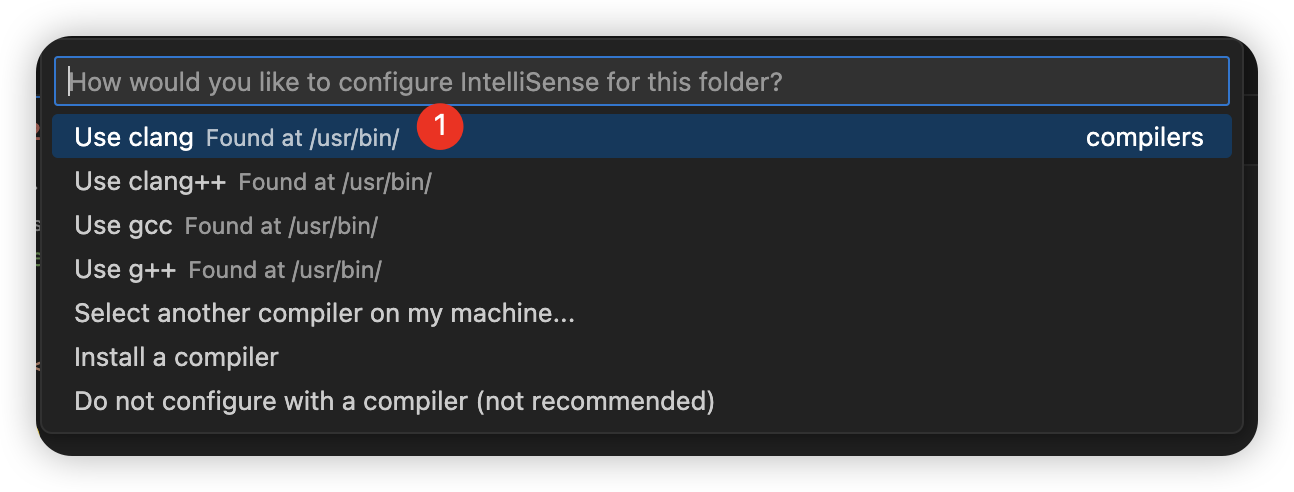 How would you like to configure IntelliSense for this folder?
1
Use clang Found at /usr/bin/ compilers
Use clang++ Found at /usr/bin/
Use gcc Found at /usr/bin/
Use g++ Found at /usr/bin/
Select another compiler on my machine...
Install a compiler
Do not configure with a compiler (not recommended)